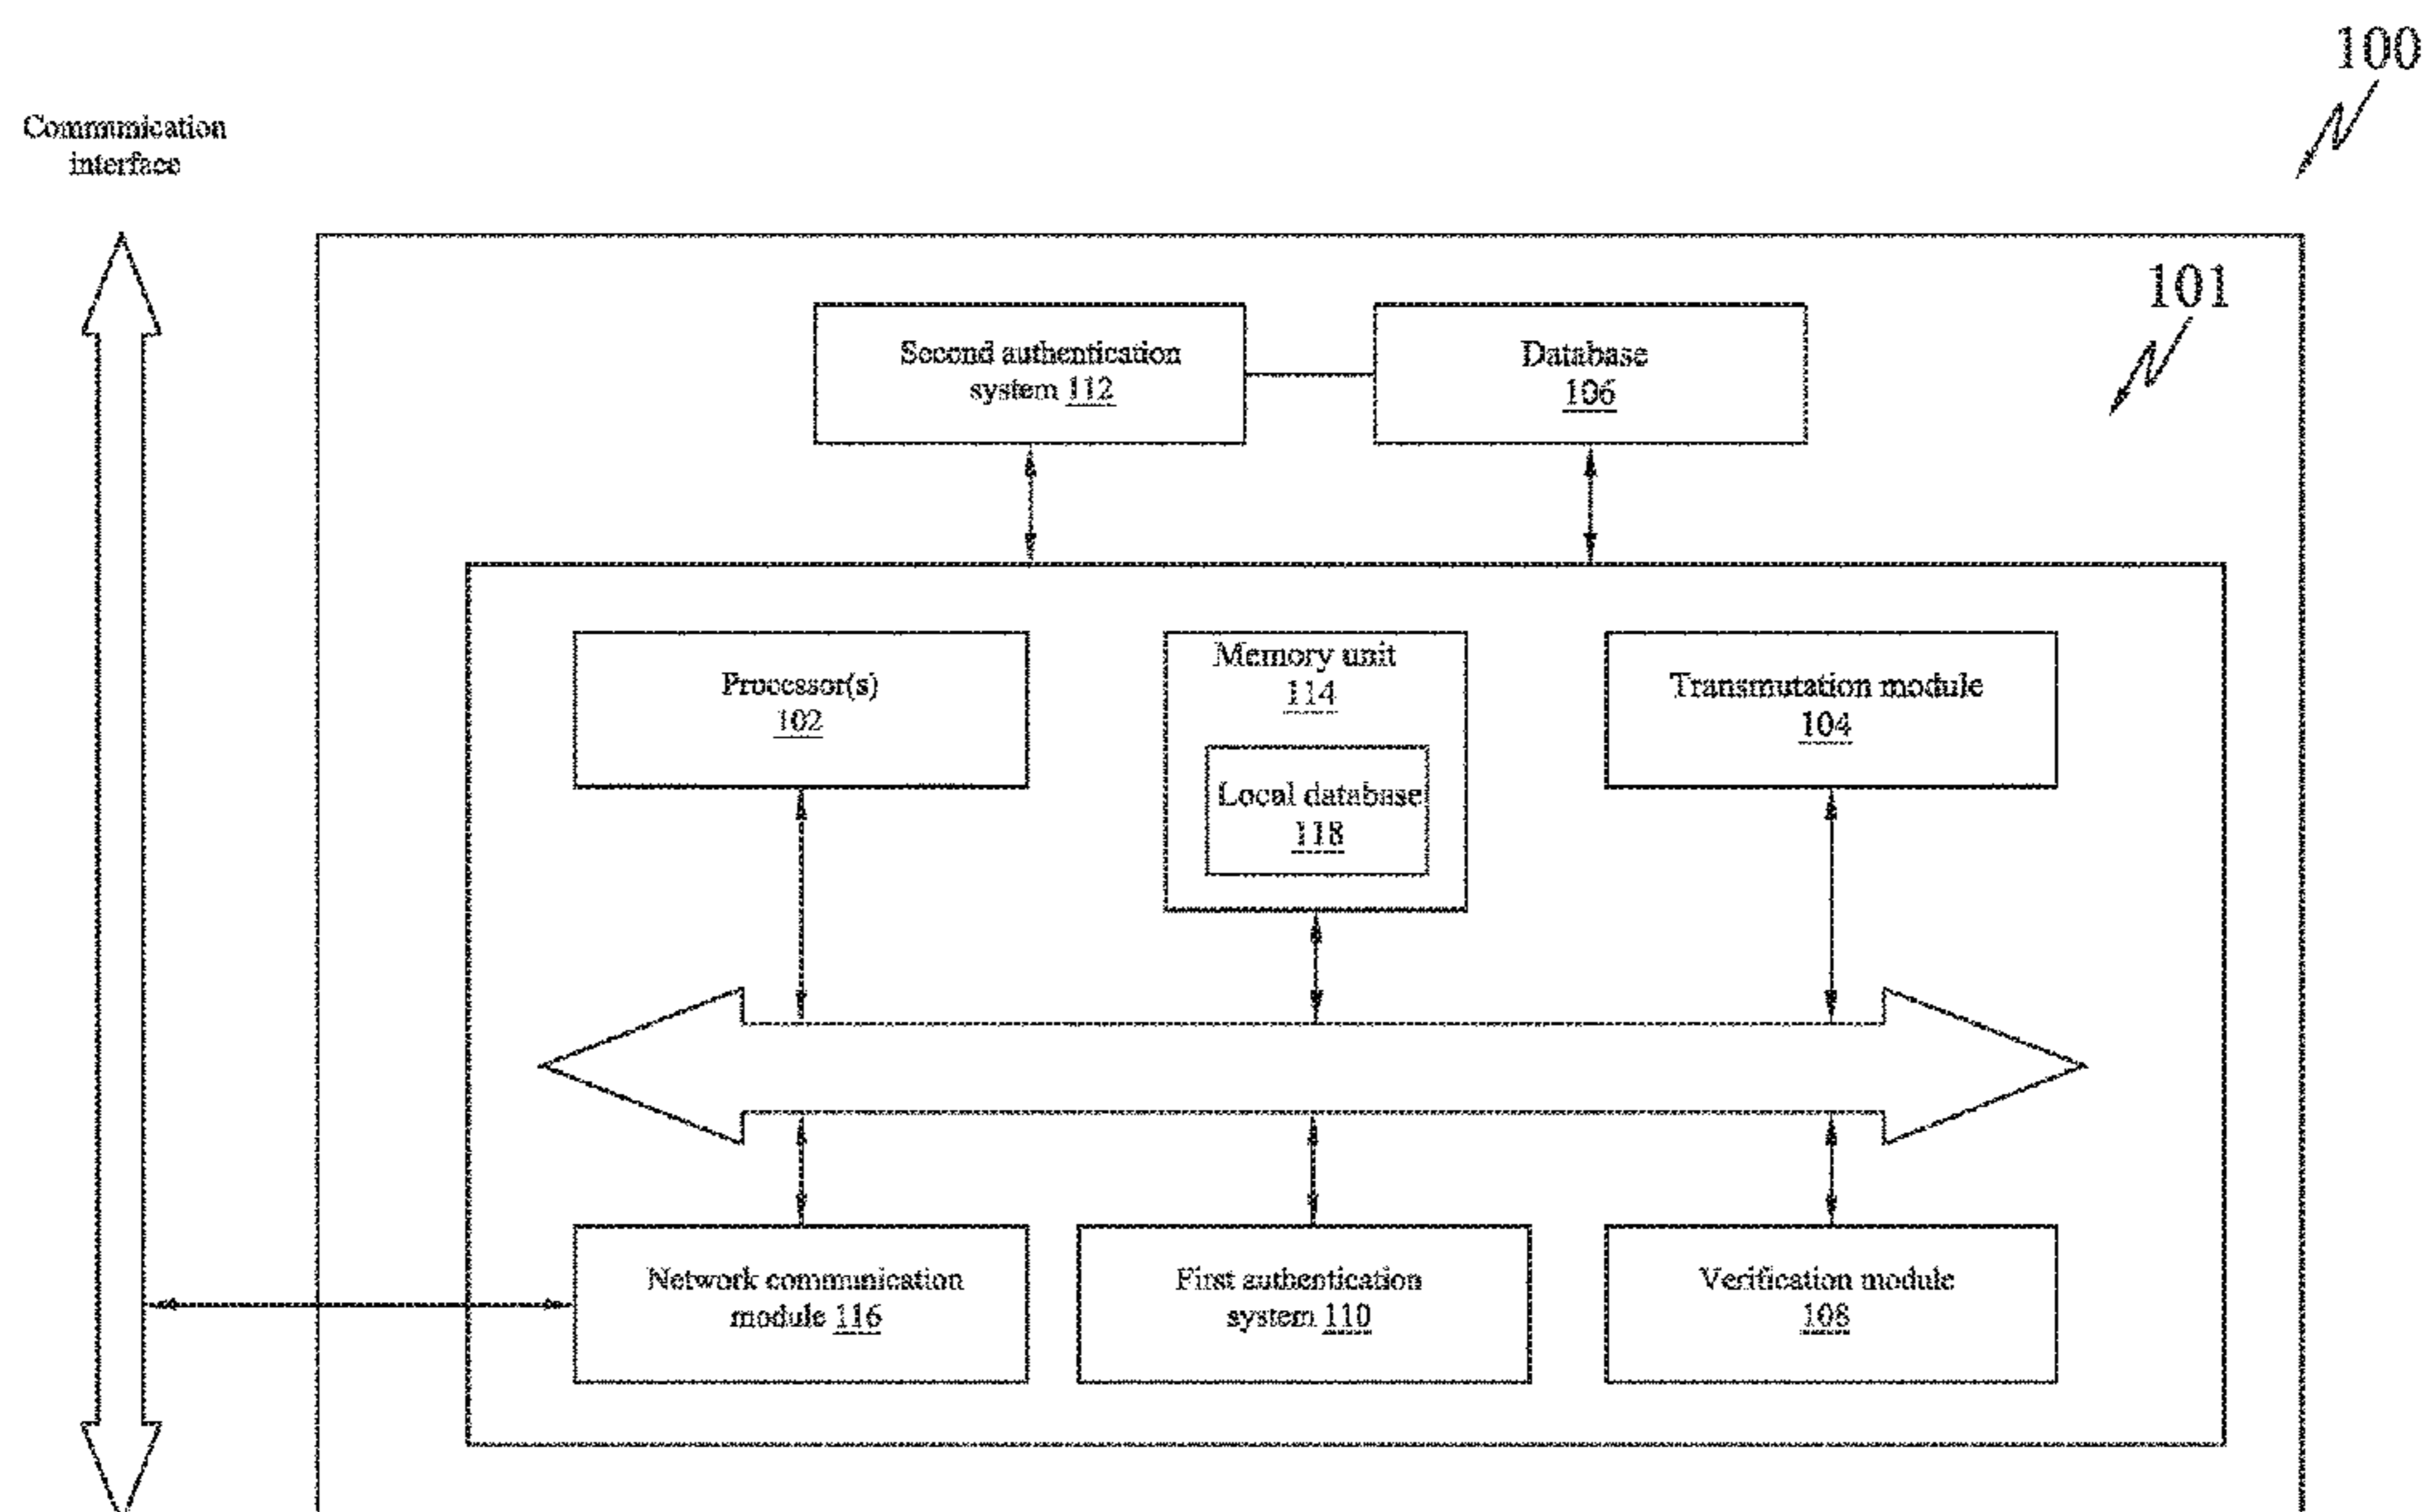 100
Communication
interface
101
Second authentication
system 112
Database
106
Processor(s)
102
Memory unit
114
Local database
118
Transmutation module
104
Network communication
module 116
First authentication
system 110
Verification module
108